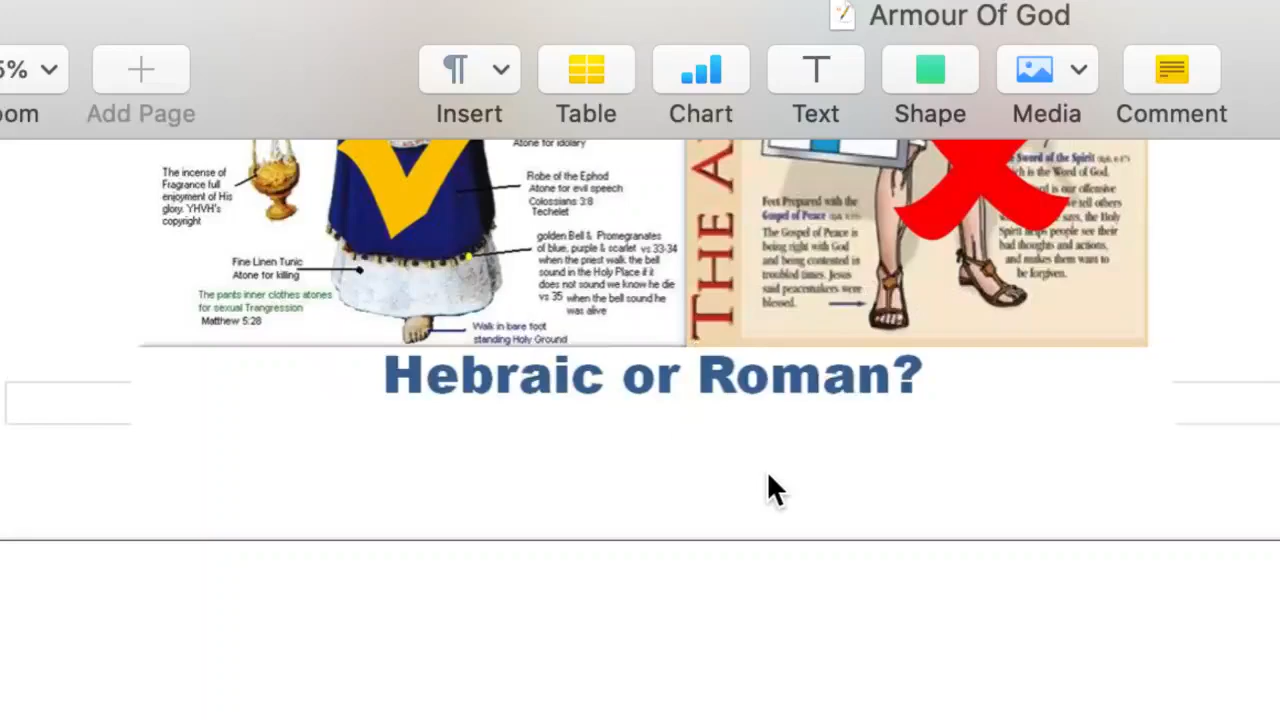 Armour Of God
5%
om
Add Page
Insert
Table
Chart
Text
Shape
Media
Comment
Atone for idolary
The incense of
Fragrance full
enjoyment of His
glory. YHVH's
copyright
Robe of the Ephod
Atone for evil speech
Colossians 3:8
Techelet
golden Bell & Promegranates
of blue, purple & scarlet vs 33-34
when the priest walk the bell
sound in the Holy Place if it
does not sound we know he die
vs 35 when the bell sound he
was alive
Fine Linen Tunic
Atone for killing
The pants inner clothes atones
for sexual Trangression
Matthew 5:28
Walk in bare foot
standing Holy Ground
THE A
Feet Prepared with the
Gospel of Peace
The Gospel of Peace is
being right with God
and being contented in
troubled times. Jesus
said peacemakers were
blessed.
Sword of the Spirit
ch is the Word of God.
is our offensive
we tell others
says, the Holy
Spirit helps people see their
bad thoughts and actions,
and makes them want to
be forgiven.
Hebraic or Roman?